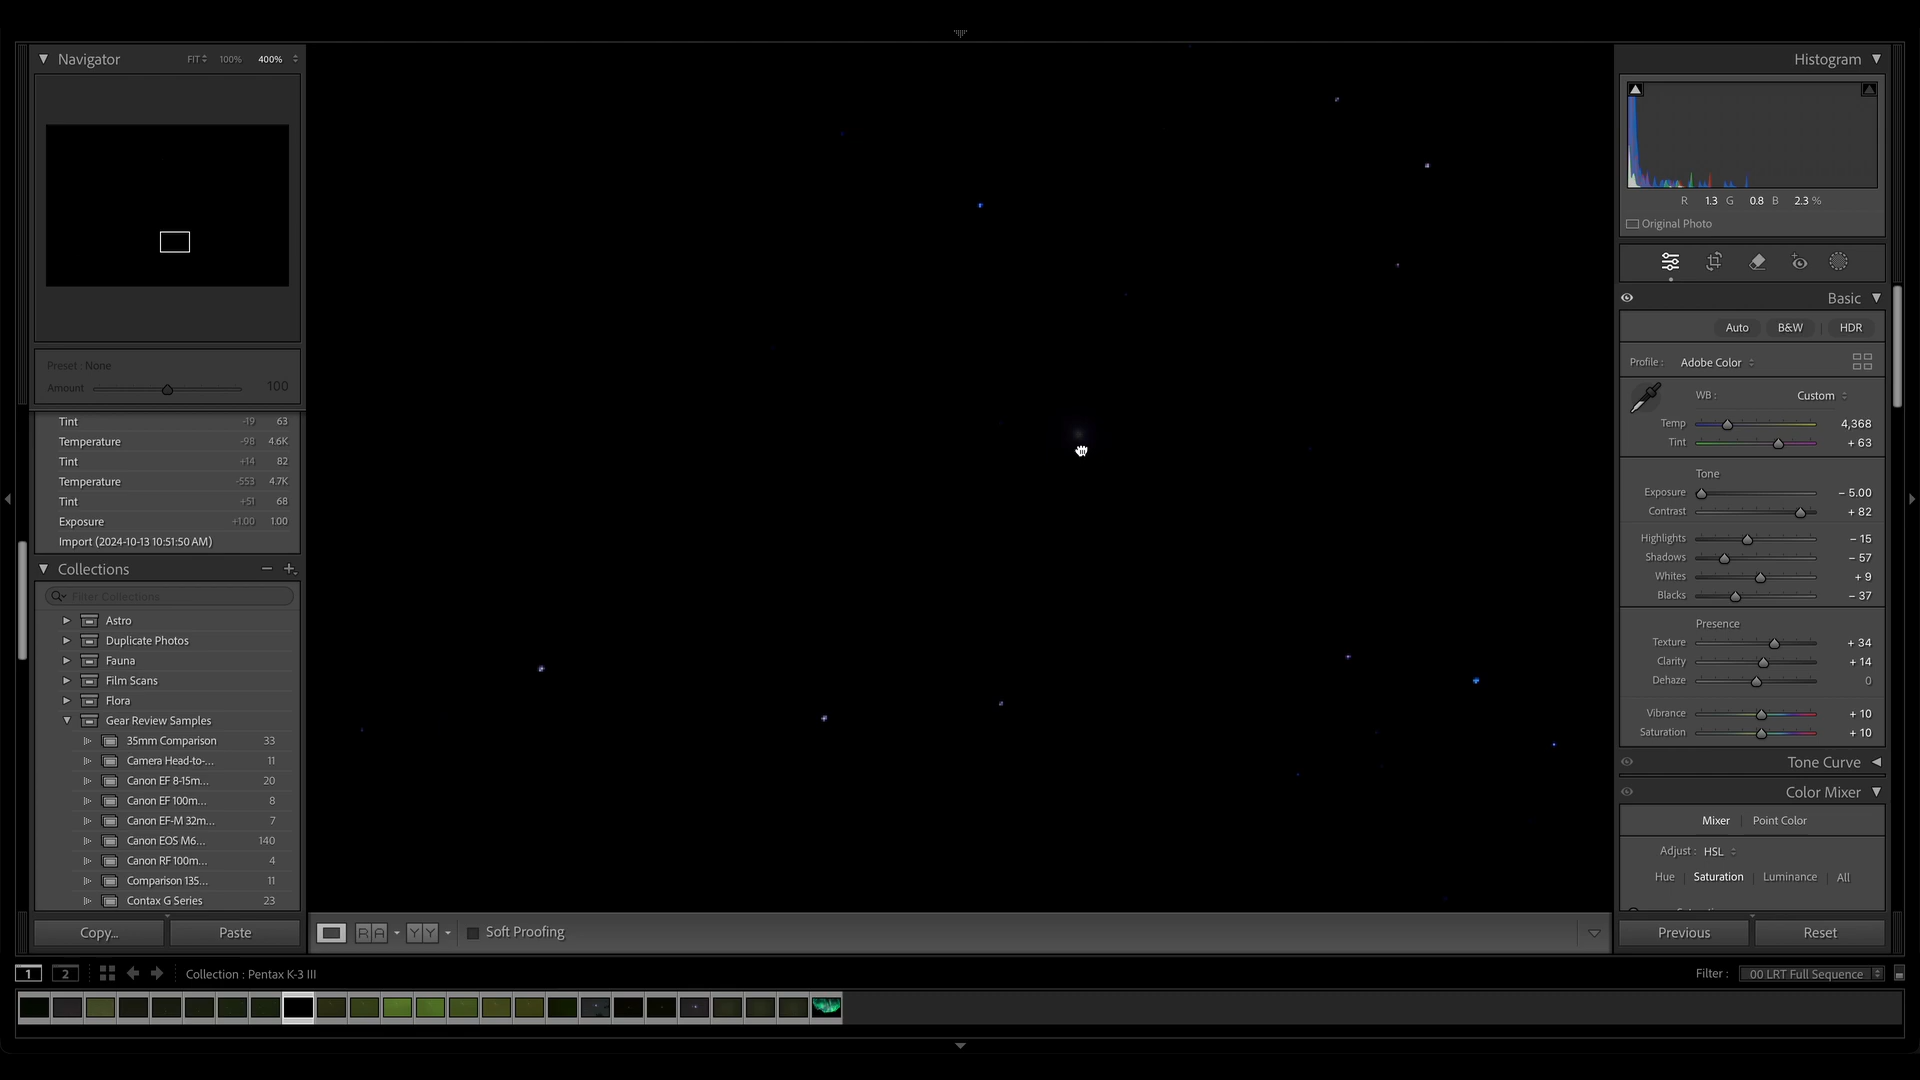 Navigator FIT 100% 400%
Preset : None
Amount 100
Tint -19 63
Temperature -98 4.6K
Tint +14 82
Temperature -553 4.7K
Tint +51 68
Exposure +1.00 1.00
Import (2024-10-13 10:51:50 AM)
Collections
Filter Collections
Astro
Duplicate Photos
Fauna
Film Scans
Flora
Gear Review Samples
35mm Comparison 33
Camera Head-to-... 11
Canon EF 8-15m... 20
Canon EF 100m... 8
Canon EF-M 32m... 7
Canon EOS M6... 140
Canon RF 100m... 4
Comparison 135... 11
Contax G Series 23
Copy... Paste
R A Y Y Soft Proofing
Histogram
R 1.3 G 0.8 B 2.3 %
Original Photo
Basic
Auto B&W HDR
Profile : Adobe Color
WB : Custom
Temp 4,368
Tint + 63
Tone
Exposure – 5.00
Contrast + 82
Highlights – 15
Shadows – 57
Whites + 9
Blacks – 37
Presence
Texture + 34
Clarity + 14
Dehaze 0
Vibrance + 10
Saturation + 10
Tone Curve
Color Mixer
Mixer Point Color
Adjust : HSL
Hue Saturation Luminance All
Previous Reset
1 2 Collection : Pentax K-3 III
Filter : 00 LRT Full Sequence